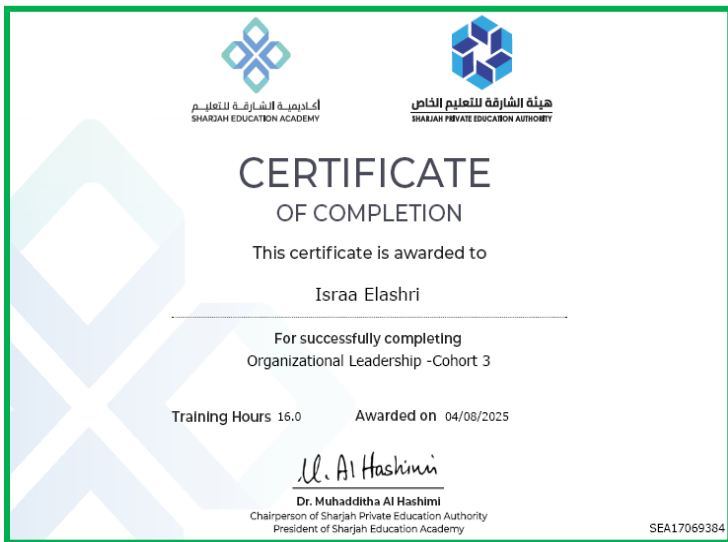 أكاديمية الشارقة للتعليم
SHARJAH EDUCATION ACADEMY
هيئة الشارقة للتعليم الخاص
SHARJAH PRIVATE EDUCATION AUTHORITY
CERTIFICATE
OF COMPLETION
This certificate is awarded to
Israa Elashri
For successfully completing
Organizational Leadership -Cohort 3
Training Hours 16.0 Awarded on 04/08/2025
M. Al Hashimi
Dr. Muhadditha Al Hashimi
Chairperson of Sharjah Private Education Authority
President of Sharjah Education Academy
SEA17069384